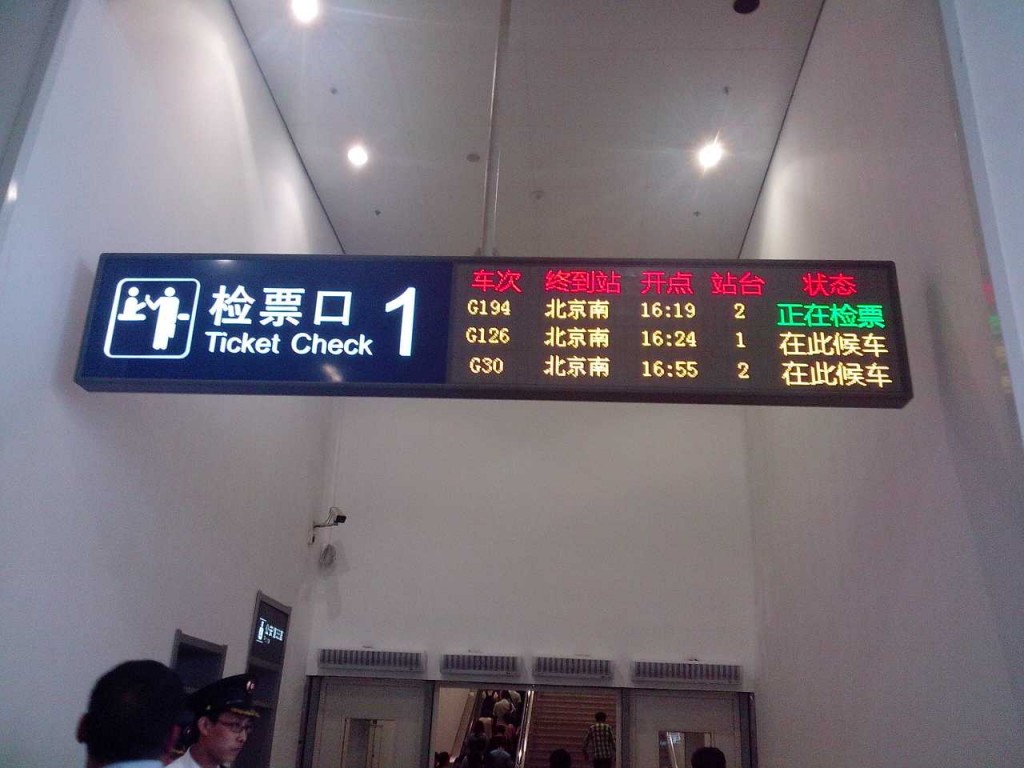 检票口 1
Ticket Check
车次 终到站 开点 站台 状态
G194 北京南 16:19 2 正在检票
G126 北京南 16:24 1 在此候车
G30 北京南 16:55 2 在此候车